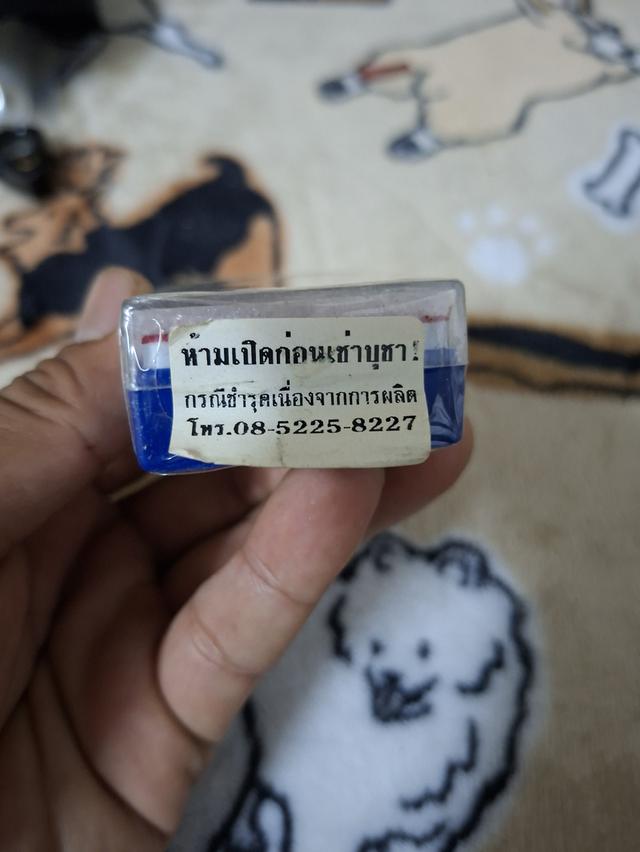 ห้ามเปิดก่อนเช่าบูชา!
กรณีชำรุดเนื่องจากการผลิต
โทร.08-5225-8227